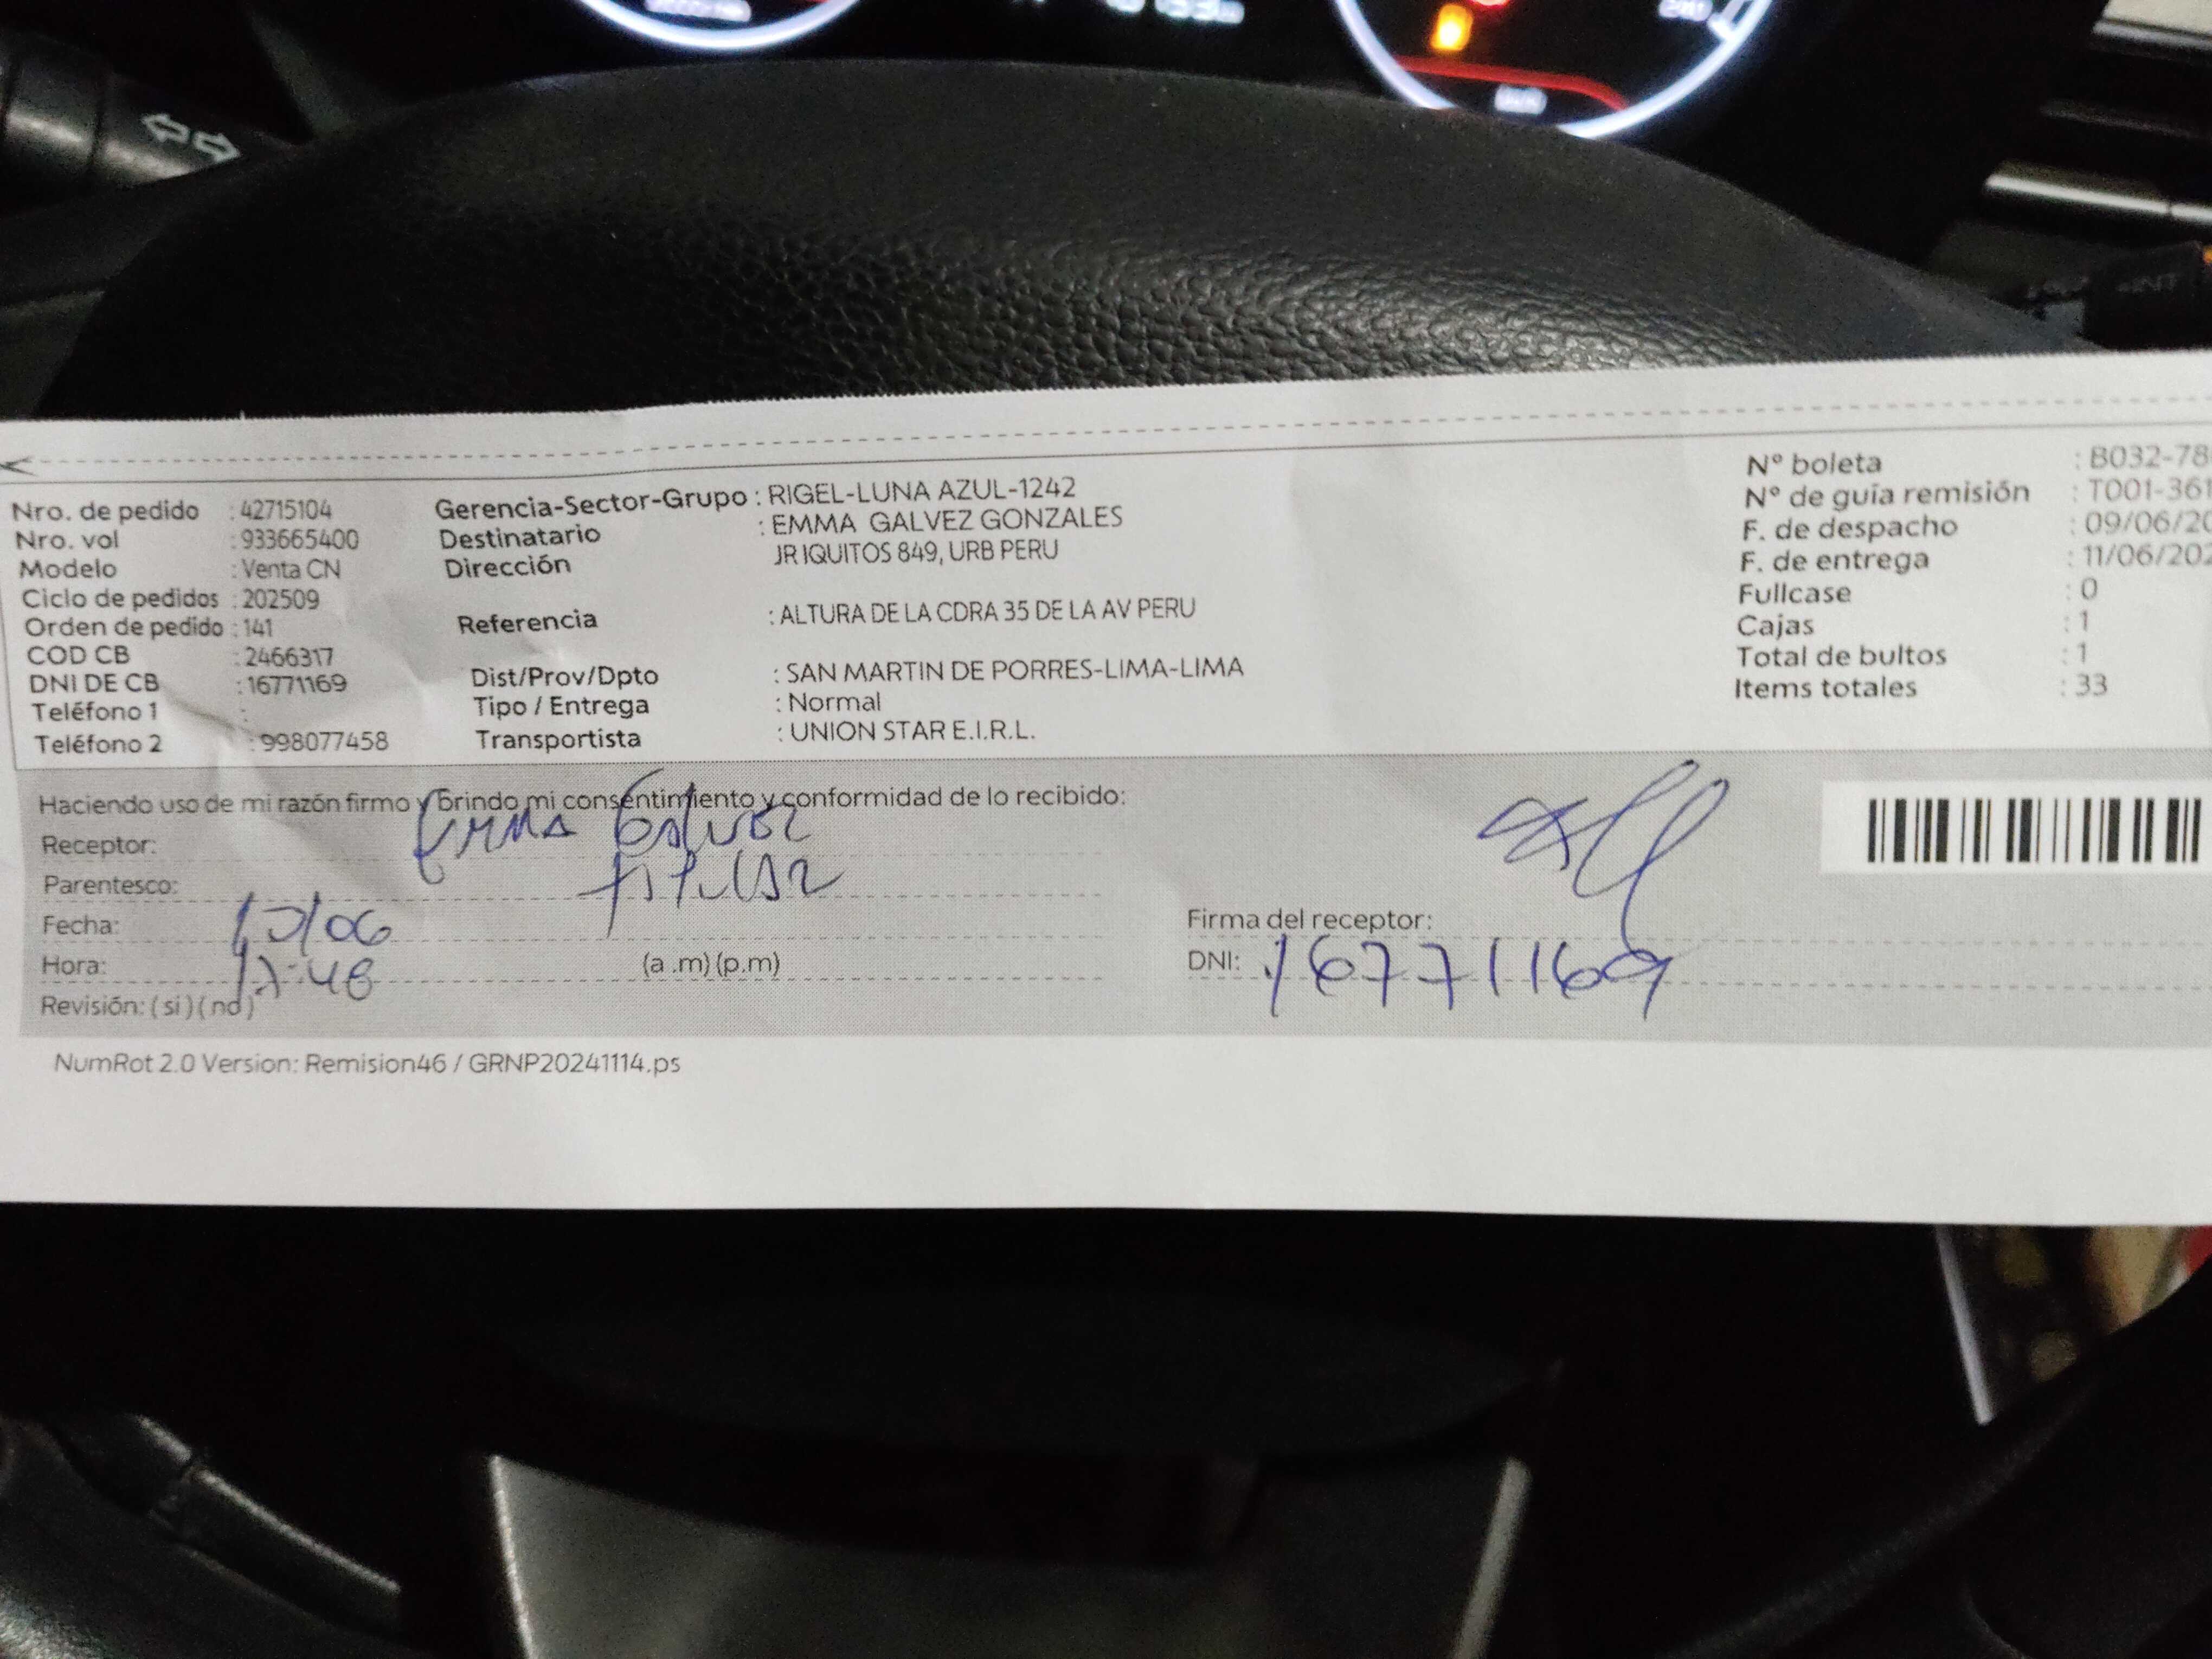 Nro. de pedido : 42715104
Nro. vol : 933665400
Modelo : Venta CN
Ciclo de pedidos : 202509
Orden de pedido : 141
COD CB : 2466317
DNI DE CB : 16771169
Teléfono 1 :
Teléfono 2 : 998077458
Gerencia-Sector-Grupo : RIGEL-LUNA AZUL-1242
Destinatario : EMMA GALVEZ GONZALES
Dirección JR IQUITOS 849, URB PERU
Referencia : ALTURA DE LA CDRA 35 DE LA AV PERU
Dist/Prov/Dpto : SAN MARTIN DE PORRES-LIMA-LIMA
Tipo / Entrega : Normal
Transportista : UNION STAR E.I.R.L.
Nº boleta : B032-78
Nº de guía remisión : T001-361
F. de despacho : 09/06/20
F. de entrega : 11/06/202
Fullcase : 0
Cajas : 1
Total de bultos : 1
Items totales : 33
Haciendo uso de mi razón firmo y brindo mi consentimiento y conformidad de lo recibido:
Receptor: Emma Galvez
Parentesco: Titular
Fecha: /06
Hora: :48 (a .m) (p.m)
Revisión: ( si ) ( no )
Firma del receptor:
DNI: 16771169
NumRot 2.0 Version: Remision46 / GRNP20241114.ps